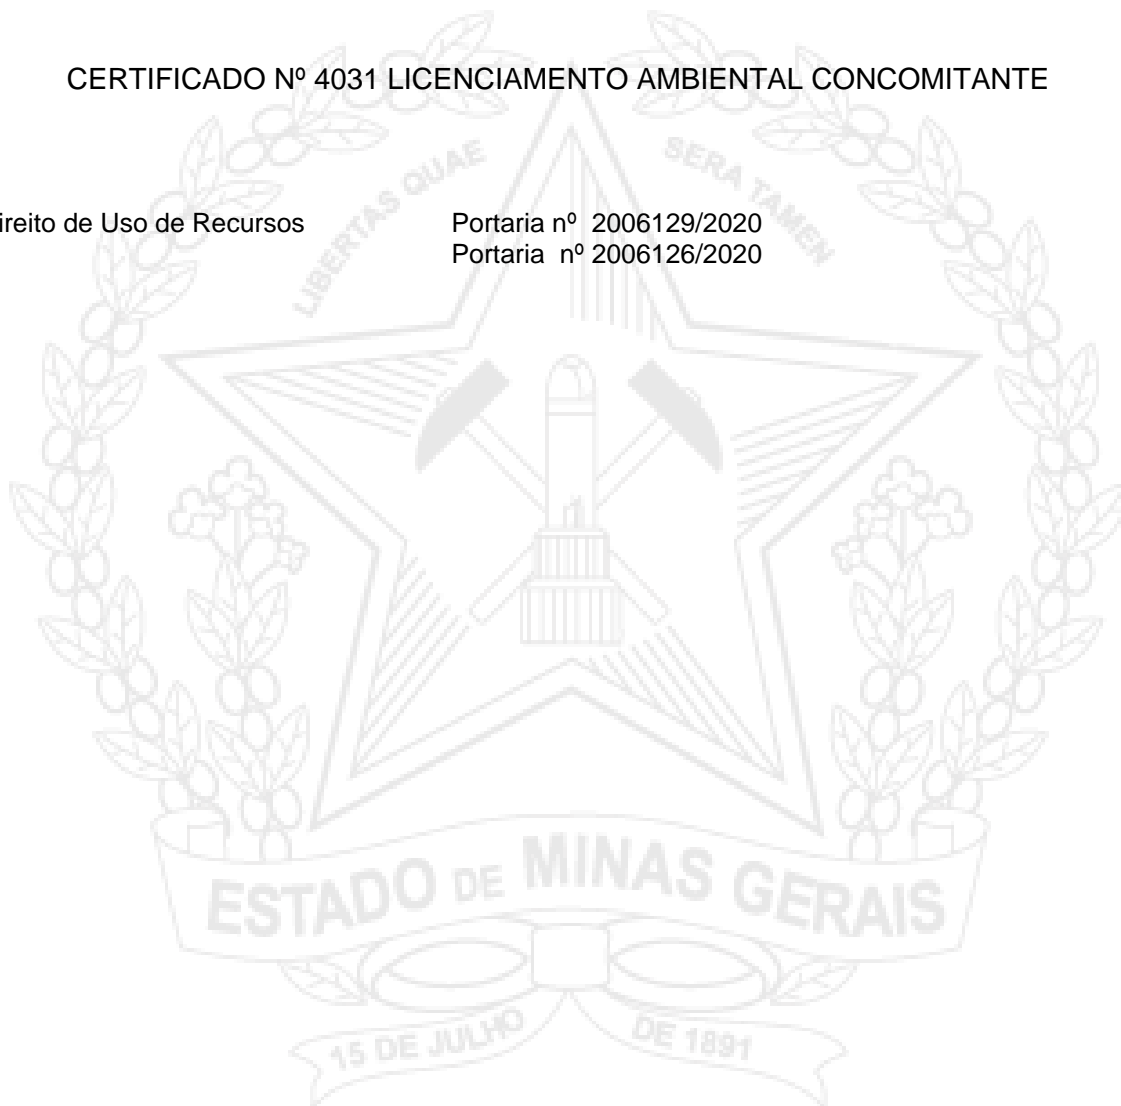 CERTIFICADO Nº 4031 LICENCIAMENTO AMBIENTAL CONCOMITANTE
LIBERTAS QUAE SERA TAMEN
ireito de Uso de Recursos Portaria nº 2006129/2020
Portaria nº 2006126/2020
ESTADO DE MINAS GERAIS
15 DE JULHO DE 1891